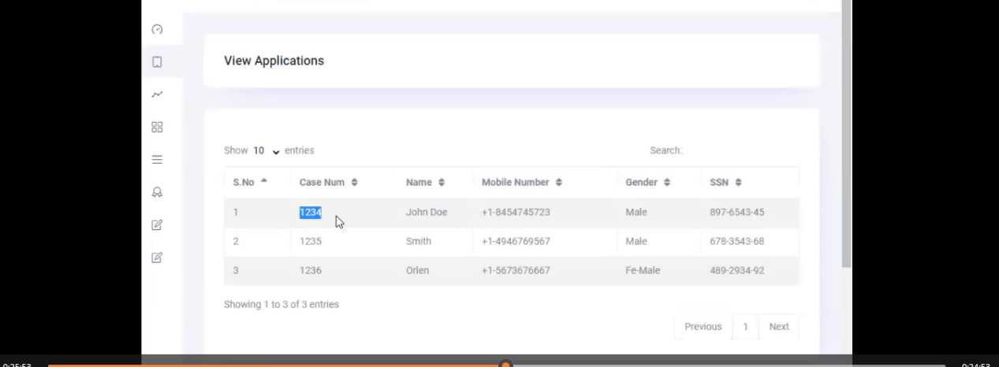 View Applications
Show 10 entries Search:
S.No Case Num Name Mobile Number Gender SSN
1 1234 John Doe +1-8454745723 Male 897-6543-45
2 1235 Smith +1-4946769567 Male 678-3543-68
3 1236 Orlen +1-5673676667 Fe-Male 489-2934-92
Showing 1 to 3 of 3 entries
Previous 1 Next
0:25:53 0:24:53